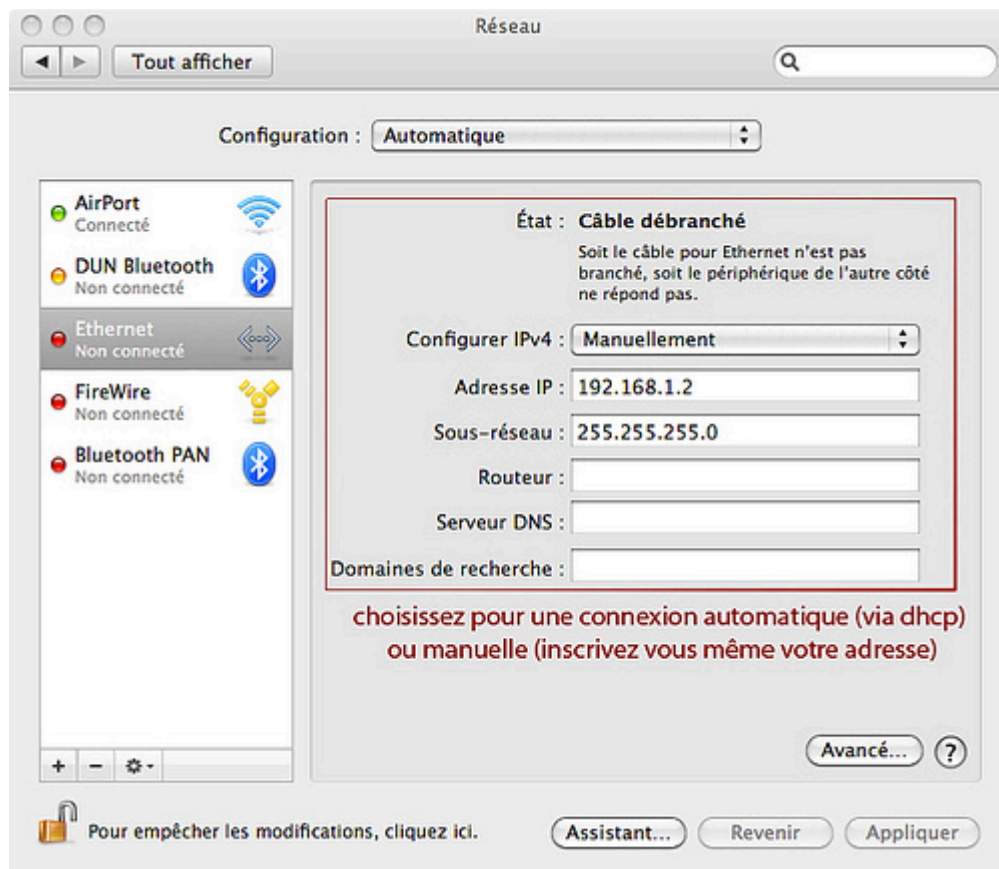 Réseau
Tout afficher
Configuration : Automatique
AirPort
Connecté
DUN Bluetooth
Non connecté
Ethernet
Non connecté
FireWire
Non connecté
Bluetooth PAN
Non connecté
État : Câble débranché
Soit le câble pour Ethernet n'est pas
branché, soit le périphérique de l'autre côté
ne répond pas.
Configurer IPv4 : Manuellement
Adresse IP : 192.168.1.2
Sous-réseau : 255.255.255.0
Routeur :
Serveur DNS :
Domaines de recherche :
choisissez pour une connexion automatique (via dhcp)
ou manuelle (inscrivez vous même votre adresse)
Avancé... ?
+ -
Pour empêcher les modifications, cliquez ici.
Assistant... Revenir Appliquer